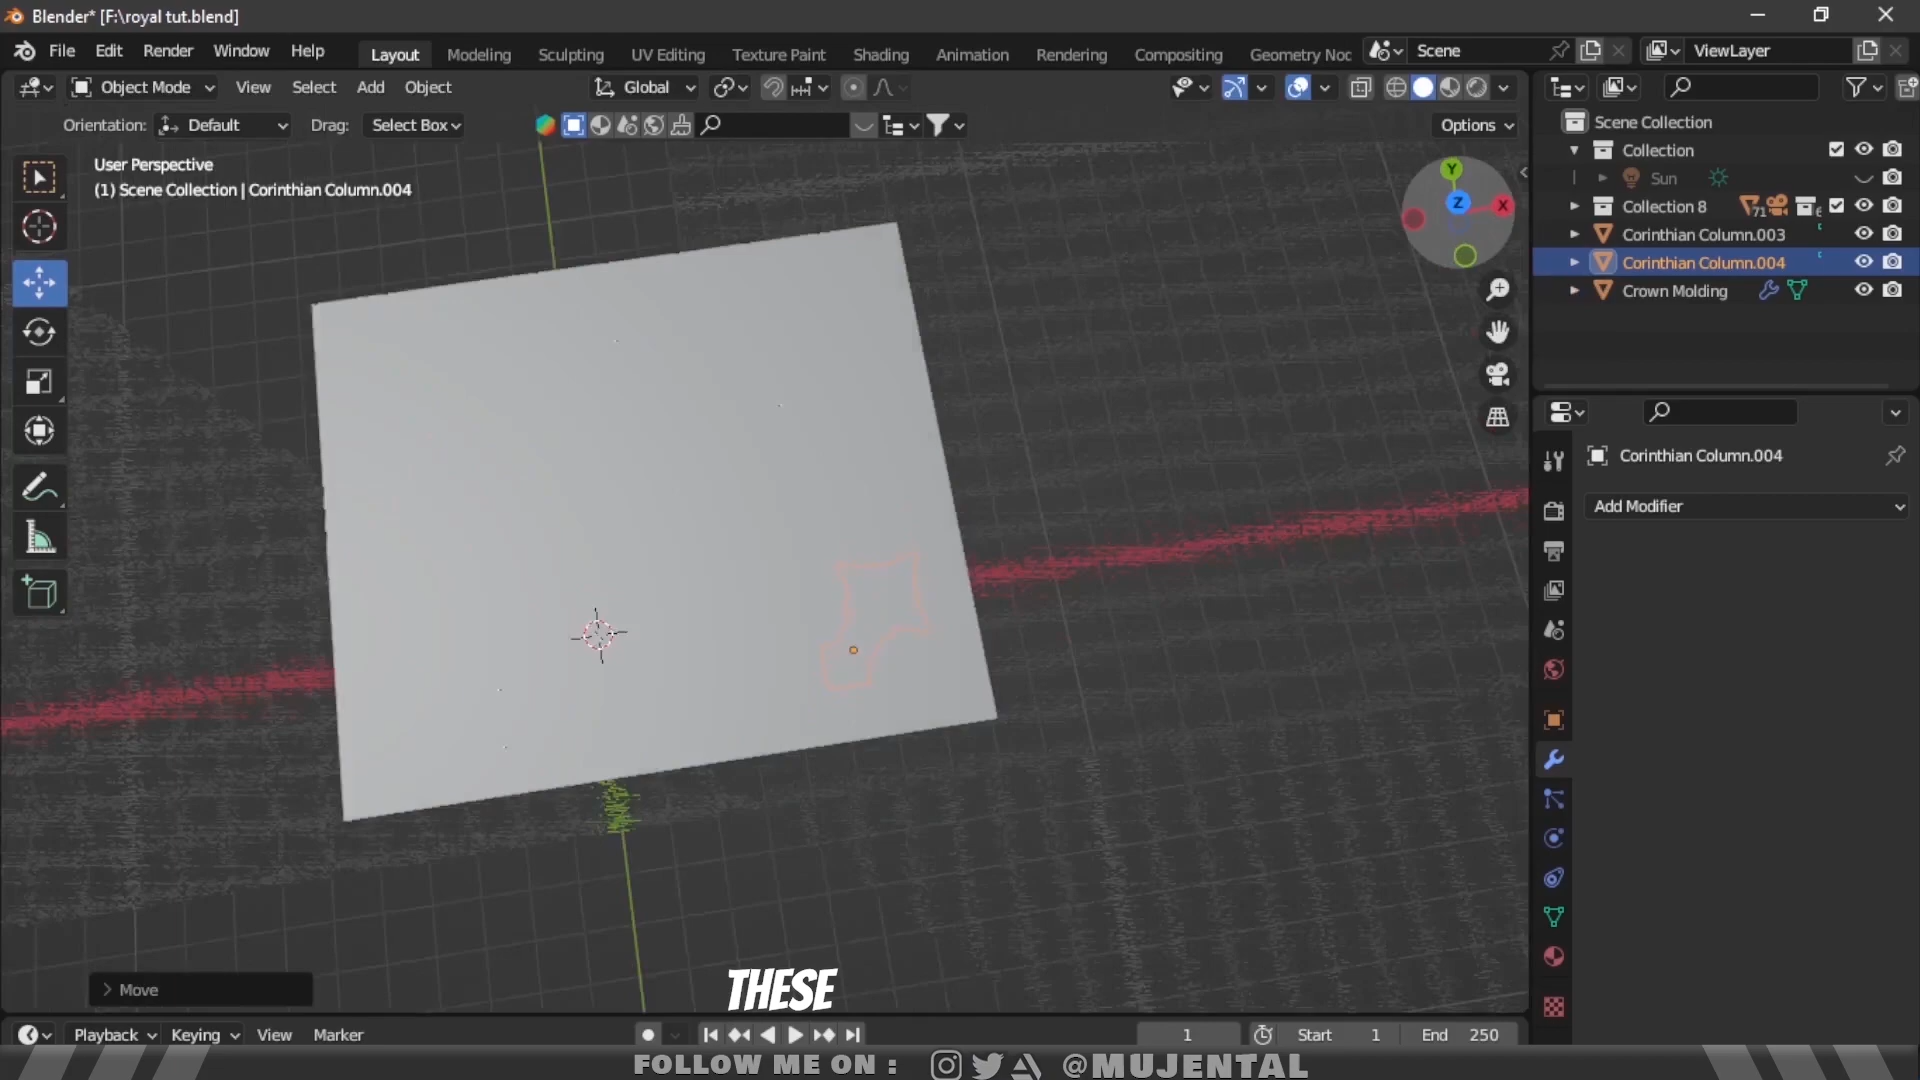 Blender* [F:\royal tut.blend]
File Edit Render Window Help Layout Modeling Sculpting UV Editing Texture Paint Shading Animation Rendering Compositing Geometry Noc Scene ViewLayer
Object Mode View Select Add Object Global
Orientation: Default Drag: Select Box Options
User Perspective
(1) Scene Collection | Corinthian Column.004
Y
Z
X
Scene Collection
Collection
Sun
Collection 8 71 6
Corinthian Column.003
Corinthian Column.004
Crown Molding
Corinthian Column.004
Add Modifier
Move
THESE
Playback Keying View Marker 1 Start 1 End 250
FOLLOW ME ON : @MUJENTAL